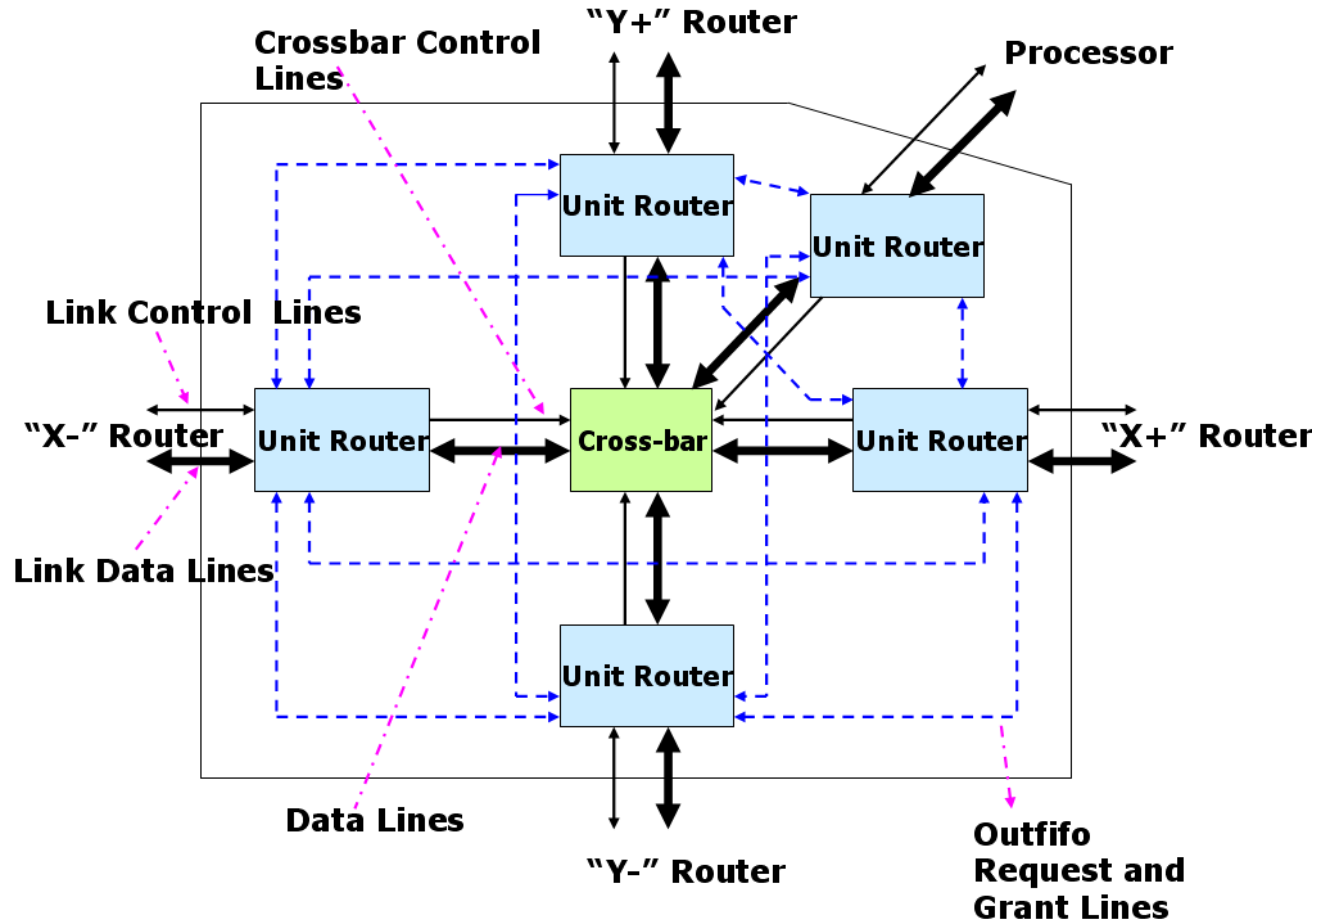 “Y+” Router
Crossbar Control
Lines
Processor
Unit Router
Unit Router
Link Control Lines
“X-” Router
Unit Router
Cross-bar
Unit Router
“X+” Router
Link Data Lines
Unit Router
Data Lines
“Y-” Router
Outfifo
Request and
Grant Lines